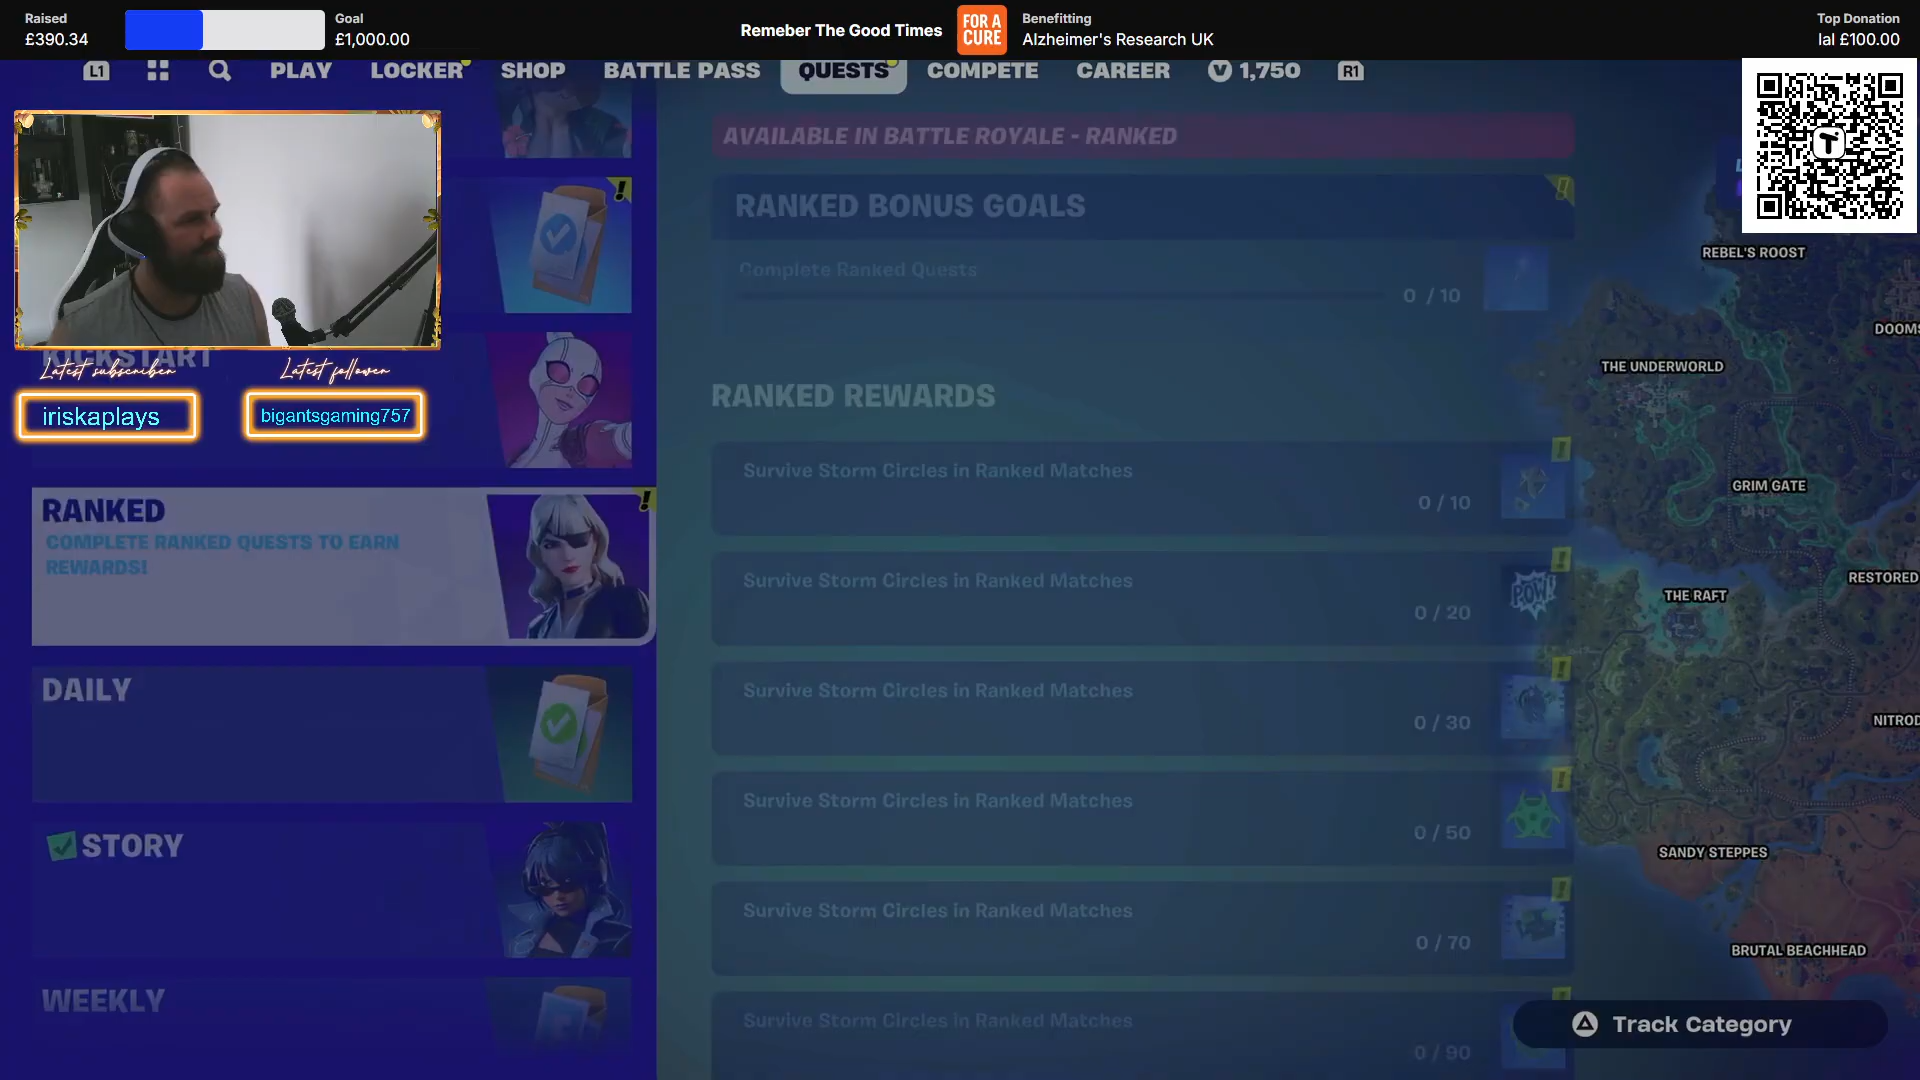 Raised
£390.34
Goal
£1,000.00
Remeber The Good Times
FOR A
CURE
Benefitting
Alzheimer's Research UK
Top Donation
lal £100.00
L1
PLAY
LOCKER
SHOP
BATTLE PASS
QUESTS
COMPETE
CAREER
V 1,750
R1
KICKSTART
Latest subscriber
Latest follower
iriskaplays
bigantsgaming757
RANKED
COMPLETE RANKED QUESTS TO EARN
REWARDS!
DAILY
STORY
WEEKLY
AVAILABLE IN BATTLE ROYALE - RANKED
RANKED BONUS GOALS
Complete Ranked Quests
0 / 10
RANKED REWARDS
Survive Storm Circles in Ranked Matches
0 / 10
Survive Storm Circles in Ranked Matches
0 / 20
POW!
Survive Storm Circles in Ranked Matches
0 / 30
Survive Storm Circles in Ranked Matches
0 / 50
Survive Storm Circles in Ranked Matches
0 / 70
Survive Storm Circles in Ranked Matches
0 / 90
T
REBEL'S ROOST
DOOMS
THE UNDERWORLD
GRIM GATE
RESTORED
THE RAFT
NITROD
SANDY STEPPES
BRUTAL BEACHHEAD
Track Category